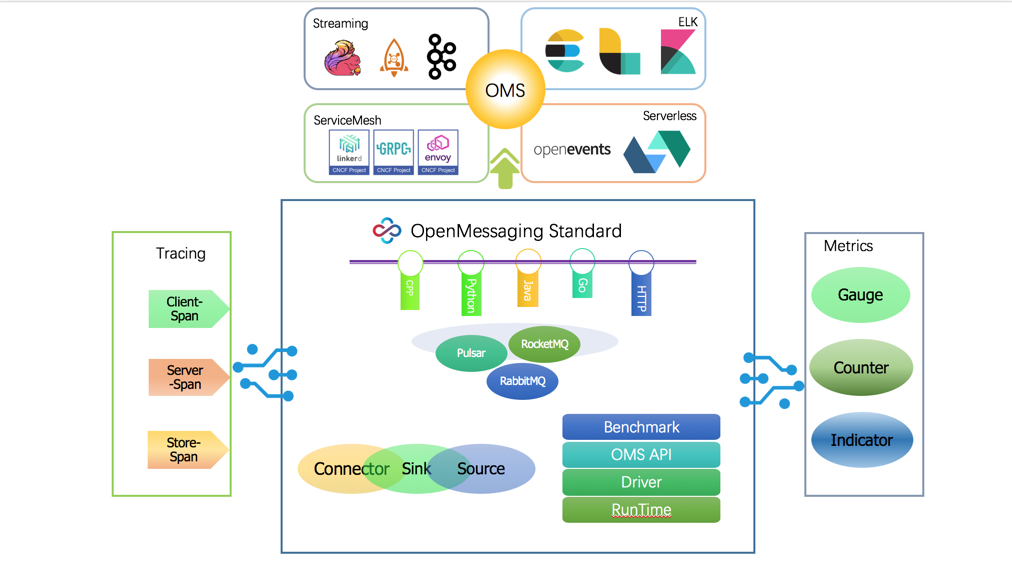 Streaming
ELK
OMS
ServiceMesh
linkerd
CNCF Project
GRPC
CNCF Project
envoy
CNCF Project
Serverless
openevents
OpenMessaging Standard
CPP
Python
Java
Go
HTTP
Pulsar
RocketMQ
RabbitMQ
Connector
Sink
Source
Benchmark
OMS API
Driver
RunTime
Tracing
Client-
Span
Server
-Span
Store-
Span
Metrics
Gauge
Counter
Indicator